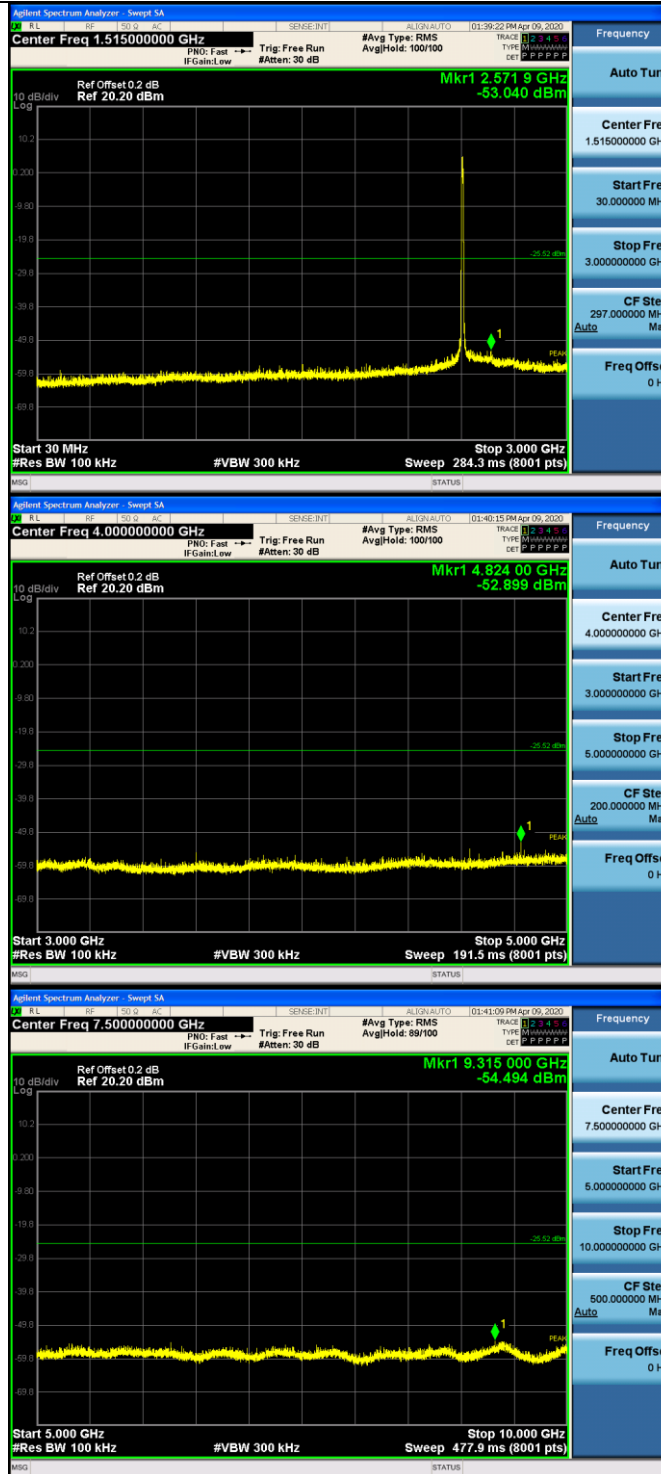 Agilent Spectrum Analyzer - Swept SA
RL RF 50 Ω AC SENSE:INT ALIGNAUTO 01:39:22 PM Apr 09, 2020
Center Freq 1.515000000 GHz
PNO: Fast
IFGain:Low
Trig: Free Run
#Atten: 30 dB
#Avg Type: RMS
Avg|Hold: 100/100
TRACE 1 2 3 4 5 6
TYPE M
DET P P P P P P
Frequency
Mkr1 2.571 9 GHz
-53.040 dBm
Ref Offset 0.2 dB
10 dB/div Ref 20.20 dBm
Log
10.2
0.200
-9.80
-19.8
-29.8
-39.8
-49.8
-59.8
-69.8
-25.52 dBm
1
PEAK
Start 30 MHz
Stop 3.000 GHz
#Res BW 100 kHz #VBW 300 kHz Sweep 284.3 ms (8001 pts)
MSG STATUS
Auto Tun
Center Fre
1.515000000 GH
Start Fre
30.000000 MH
Stop Fre
3.000000000 GH
CF Ste
297.000000 MH
Auto Ma
Freq Offs
0 H
Agilent Spectrum Analyzer - Swept SA
RL RF 50 Ω AC SENSE:INT ALIGNAUTO 01:40:15 PM Apr 09, 2020
Center Freq 4.000000000 GHz
PNO: Fast
IFGain:Low
Trig: Free Run
#Atten: 30 dB
#Avg Type: RMS
Avg|Hold: 100/100
TRACE 1 2 3 4 5 6
TYPE M
DET P P P P P P
Frequency
Mkr1 4.824 00 GHz
-52.899 dBm
Ref Offset 0.2 dB
10 dB/div Ref 20.20 dBm
Log
10.2
0.200
-9.80
-19.8
-29.8
-39.8
-49.8
-59.8
-69.8
-25.52 dBm
1
PEAK
Start 3.000 GHz
Stop 5.000 GHz
#Res BW 100 kHz #VBW 300 kHz Sweep 191.5 ms (8001 pts)
MSG STATUS
Auto Tun
Center Fre
4.000000000 GH
Start Fre
3.000000000 GH
Stop Fre
5.000000000 GH
CF Ste
200.000000 MH
Auto Ma
Freq Offs
0 H
Agilent Spectrum Analyzer - Swept SA
RL RF 50 Ω AC SENSE:INT ALIGNAUTO 01:41:09 PM Apr 09, 2020
Center Freq 7.500000000 GHz
PNO: Fast
IFGain:Low
Trig: Free Run
#Atten: 30 dB
#Avg Type: RMS
Avg|Hold: 89/100
TRACE 1 2 3 4 5 6
TYPE M
DET P P P P P P
Frequency
Mkr1 9.315 000 GHz
-54.494 dBm
Ref Offset 0.2 dB
10 dB/div Ref 20.20 dBm
Log
10.2
0.200
-9.80
-19.8
-29.8
-39.8
-49.8
-59.8
-69.8
-25.52 dBm
1
PEAK
Start 5.000 GHz
Stop 10.000 GHz
#Res BW 100 kHz #VBW 300 kHz Sweep 477.9 ms (8001 pts)
MSG STATUS
Auto Tun
Center Fre
7.500000000 GH
Start Fre
5.000000000 GH
Stop Fre
10.000000000 GH
CF Ste
500.000000 MH
Auto Ma
Freq Offs
0 H